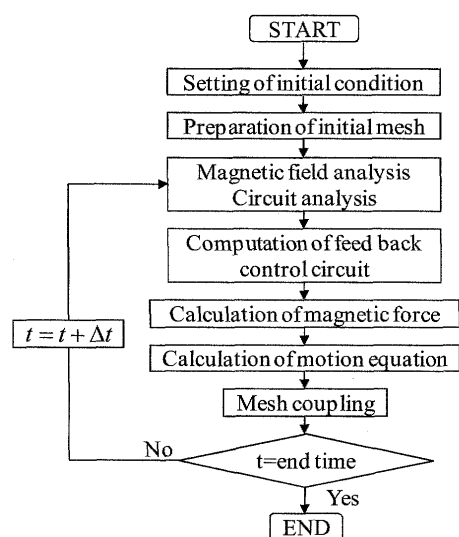 START
Setting of initial condition
Preparation of initial mesh
Magnetic field analysis
Circuit analysis
Computation of feed back
control circuit
Calculation of magnetic force
t = t + Δt
Calculation of motion equation
Mesh coupling
No
t=end time
Yes
END